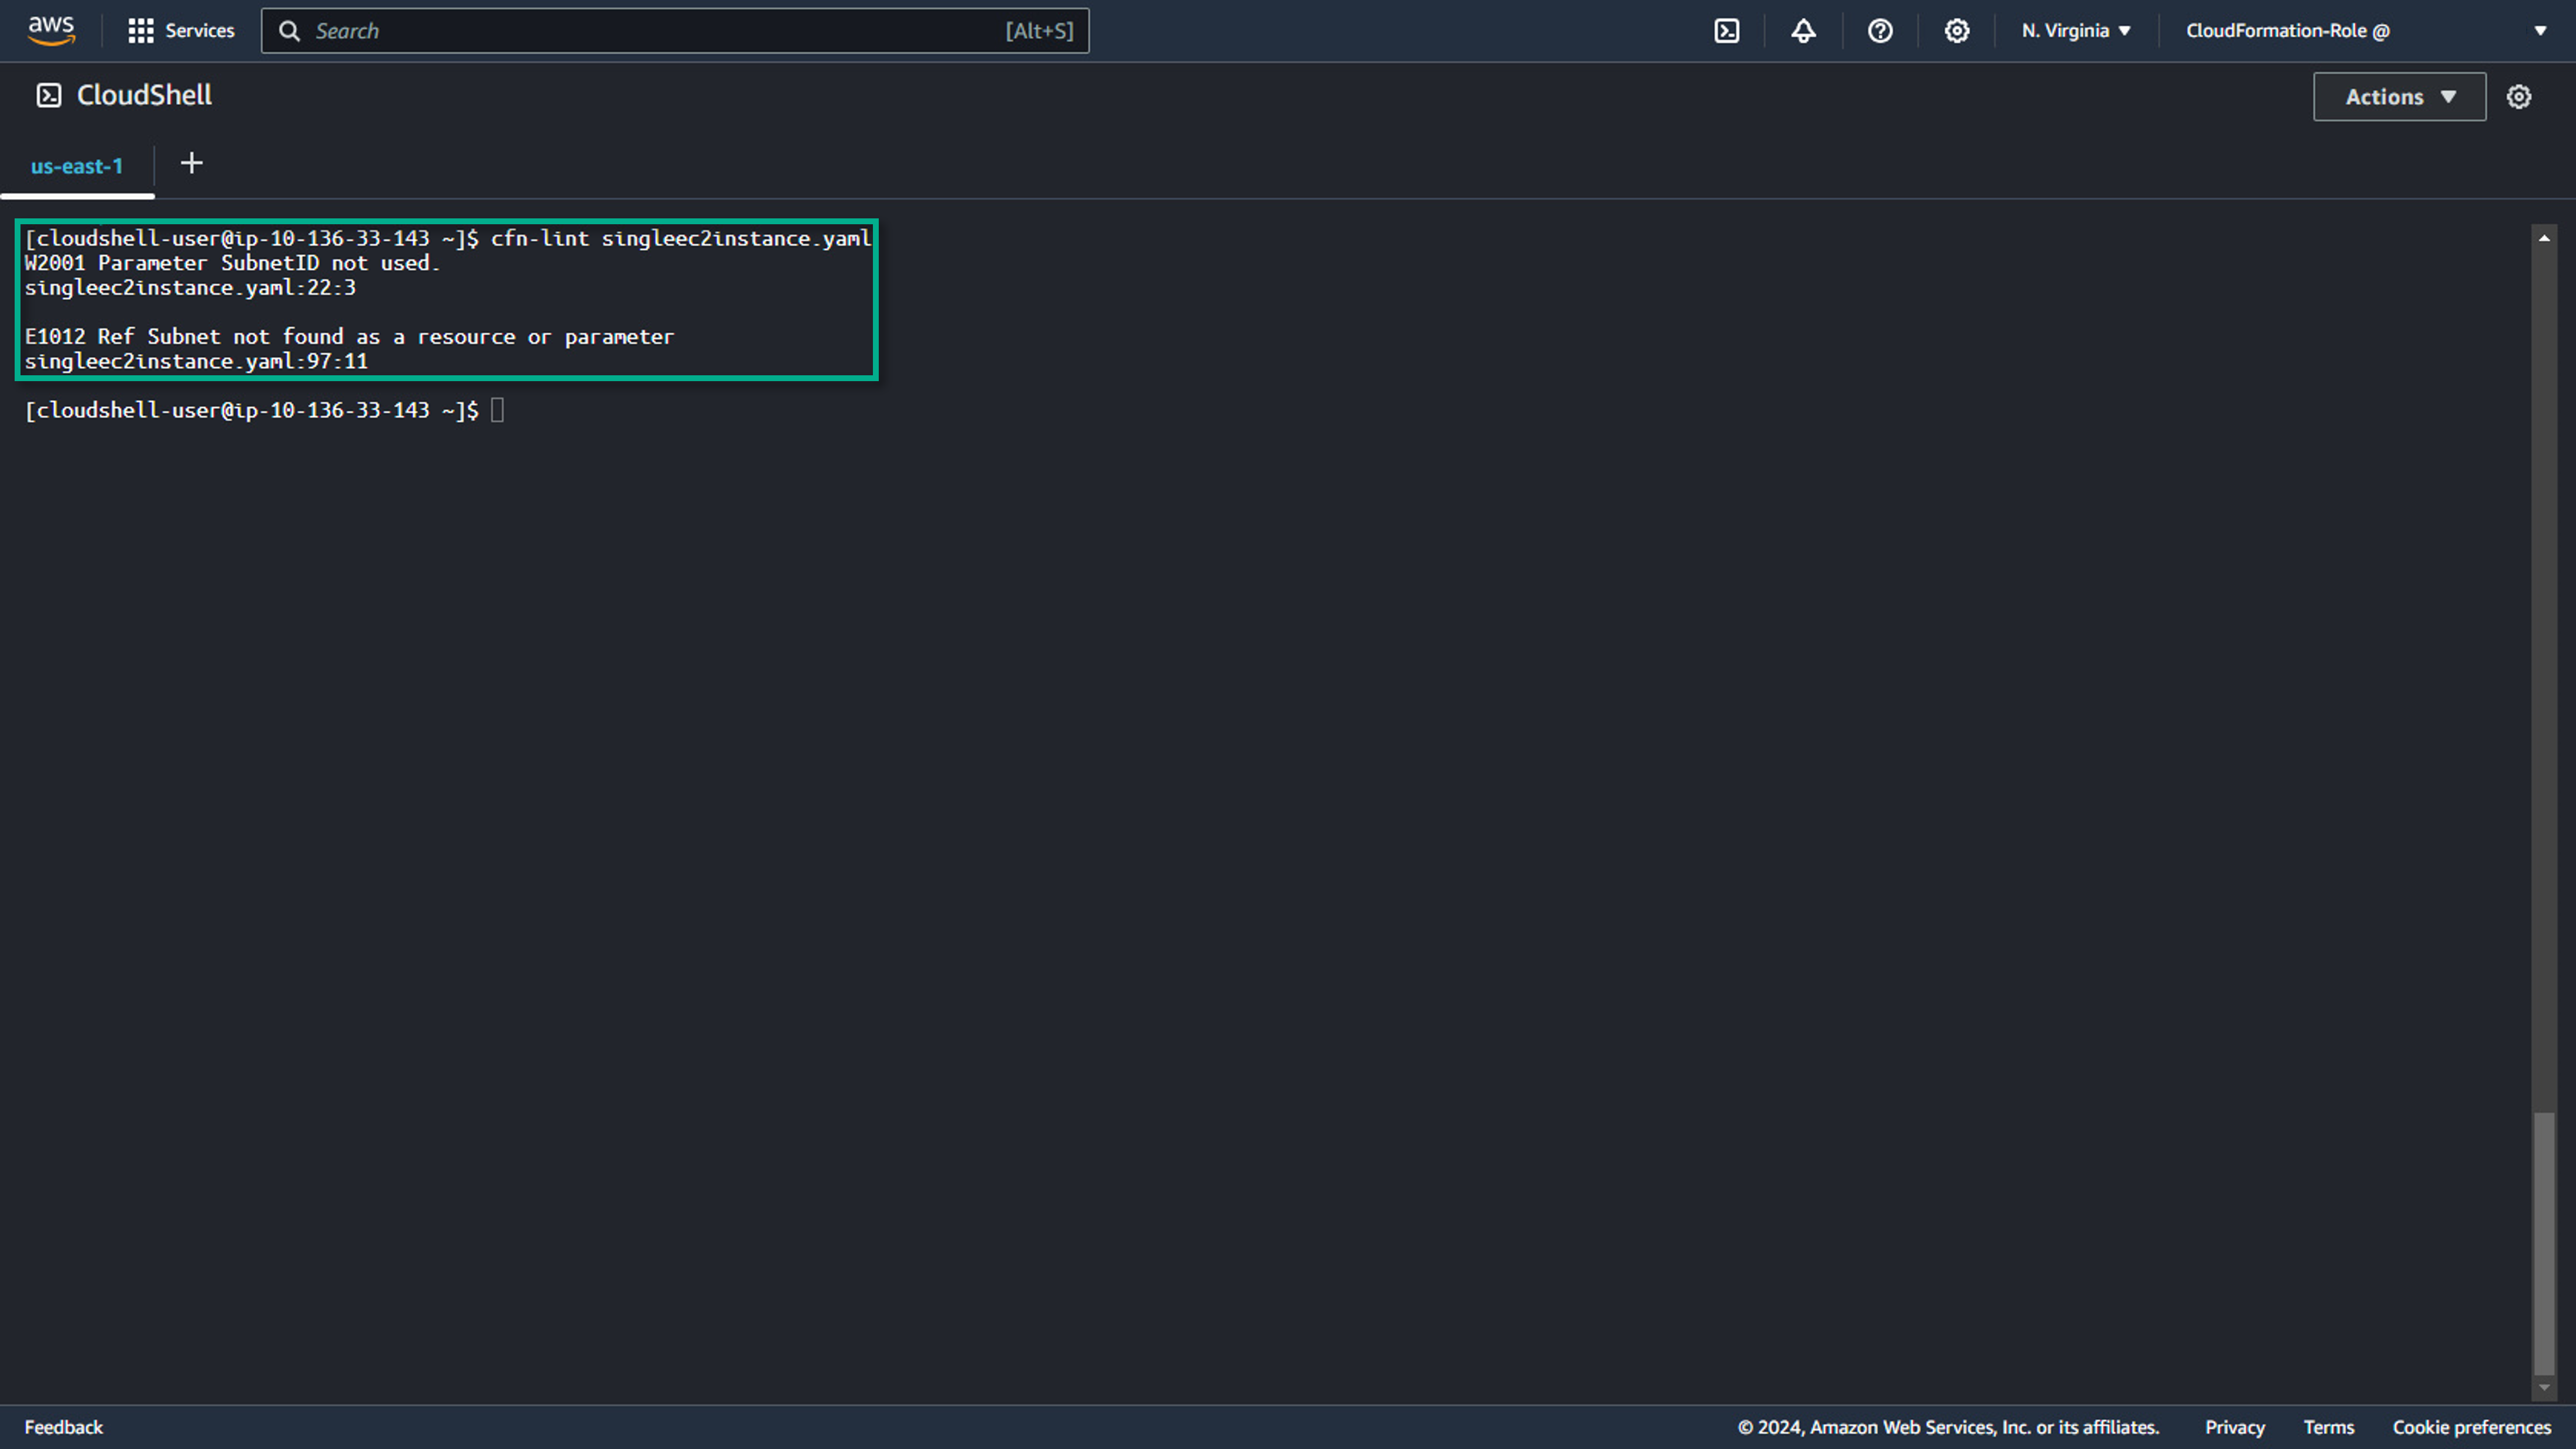 aws
Services
Search
[Alt+S]
N. Virginia
CloudFormation-Role @
CloudShell
Actions
us-east-1
[cloudshell-user@ip-10-136-33-143 ~]$ cfn-lint singleec2instance.yaml
W2001 Parameter SubnetID not used.
singleec2instance.yaml:22:3
E1012 Ref Subnet not found as a resource or parameter
singleec2instance.yaml:97:11
[cloudshell-user@ip-10-136-33-143 ~]$
Feedback
© 2024, Amazon Web Services, Inc. or its affiliates.
Privacy
Terms
Cookie preferences